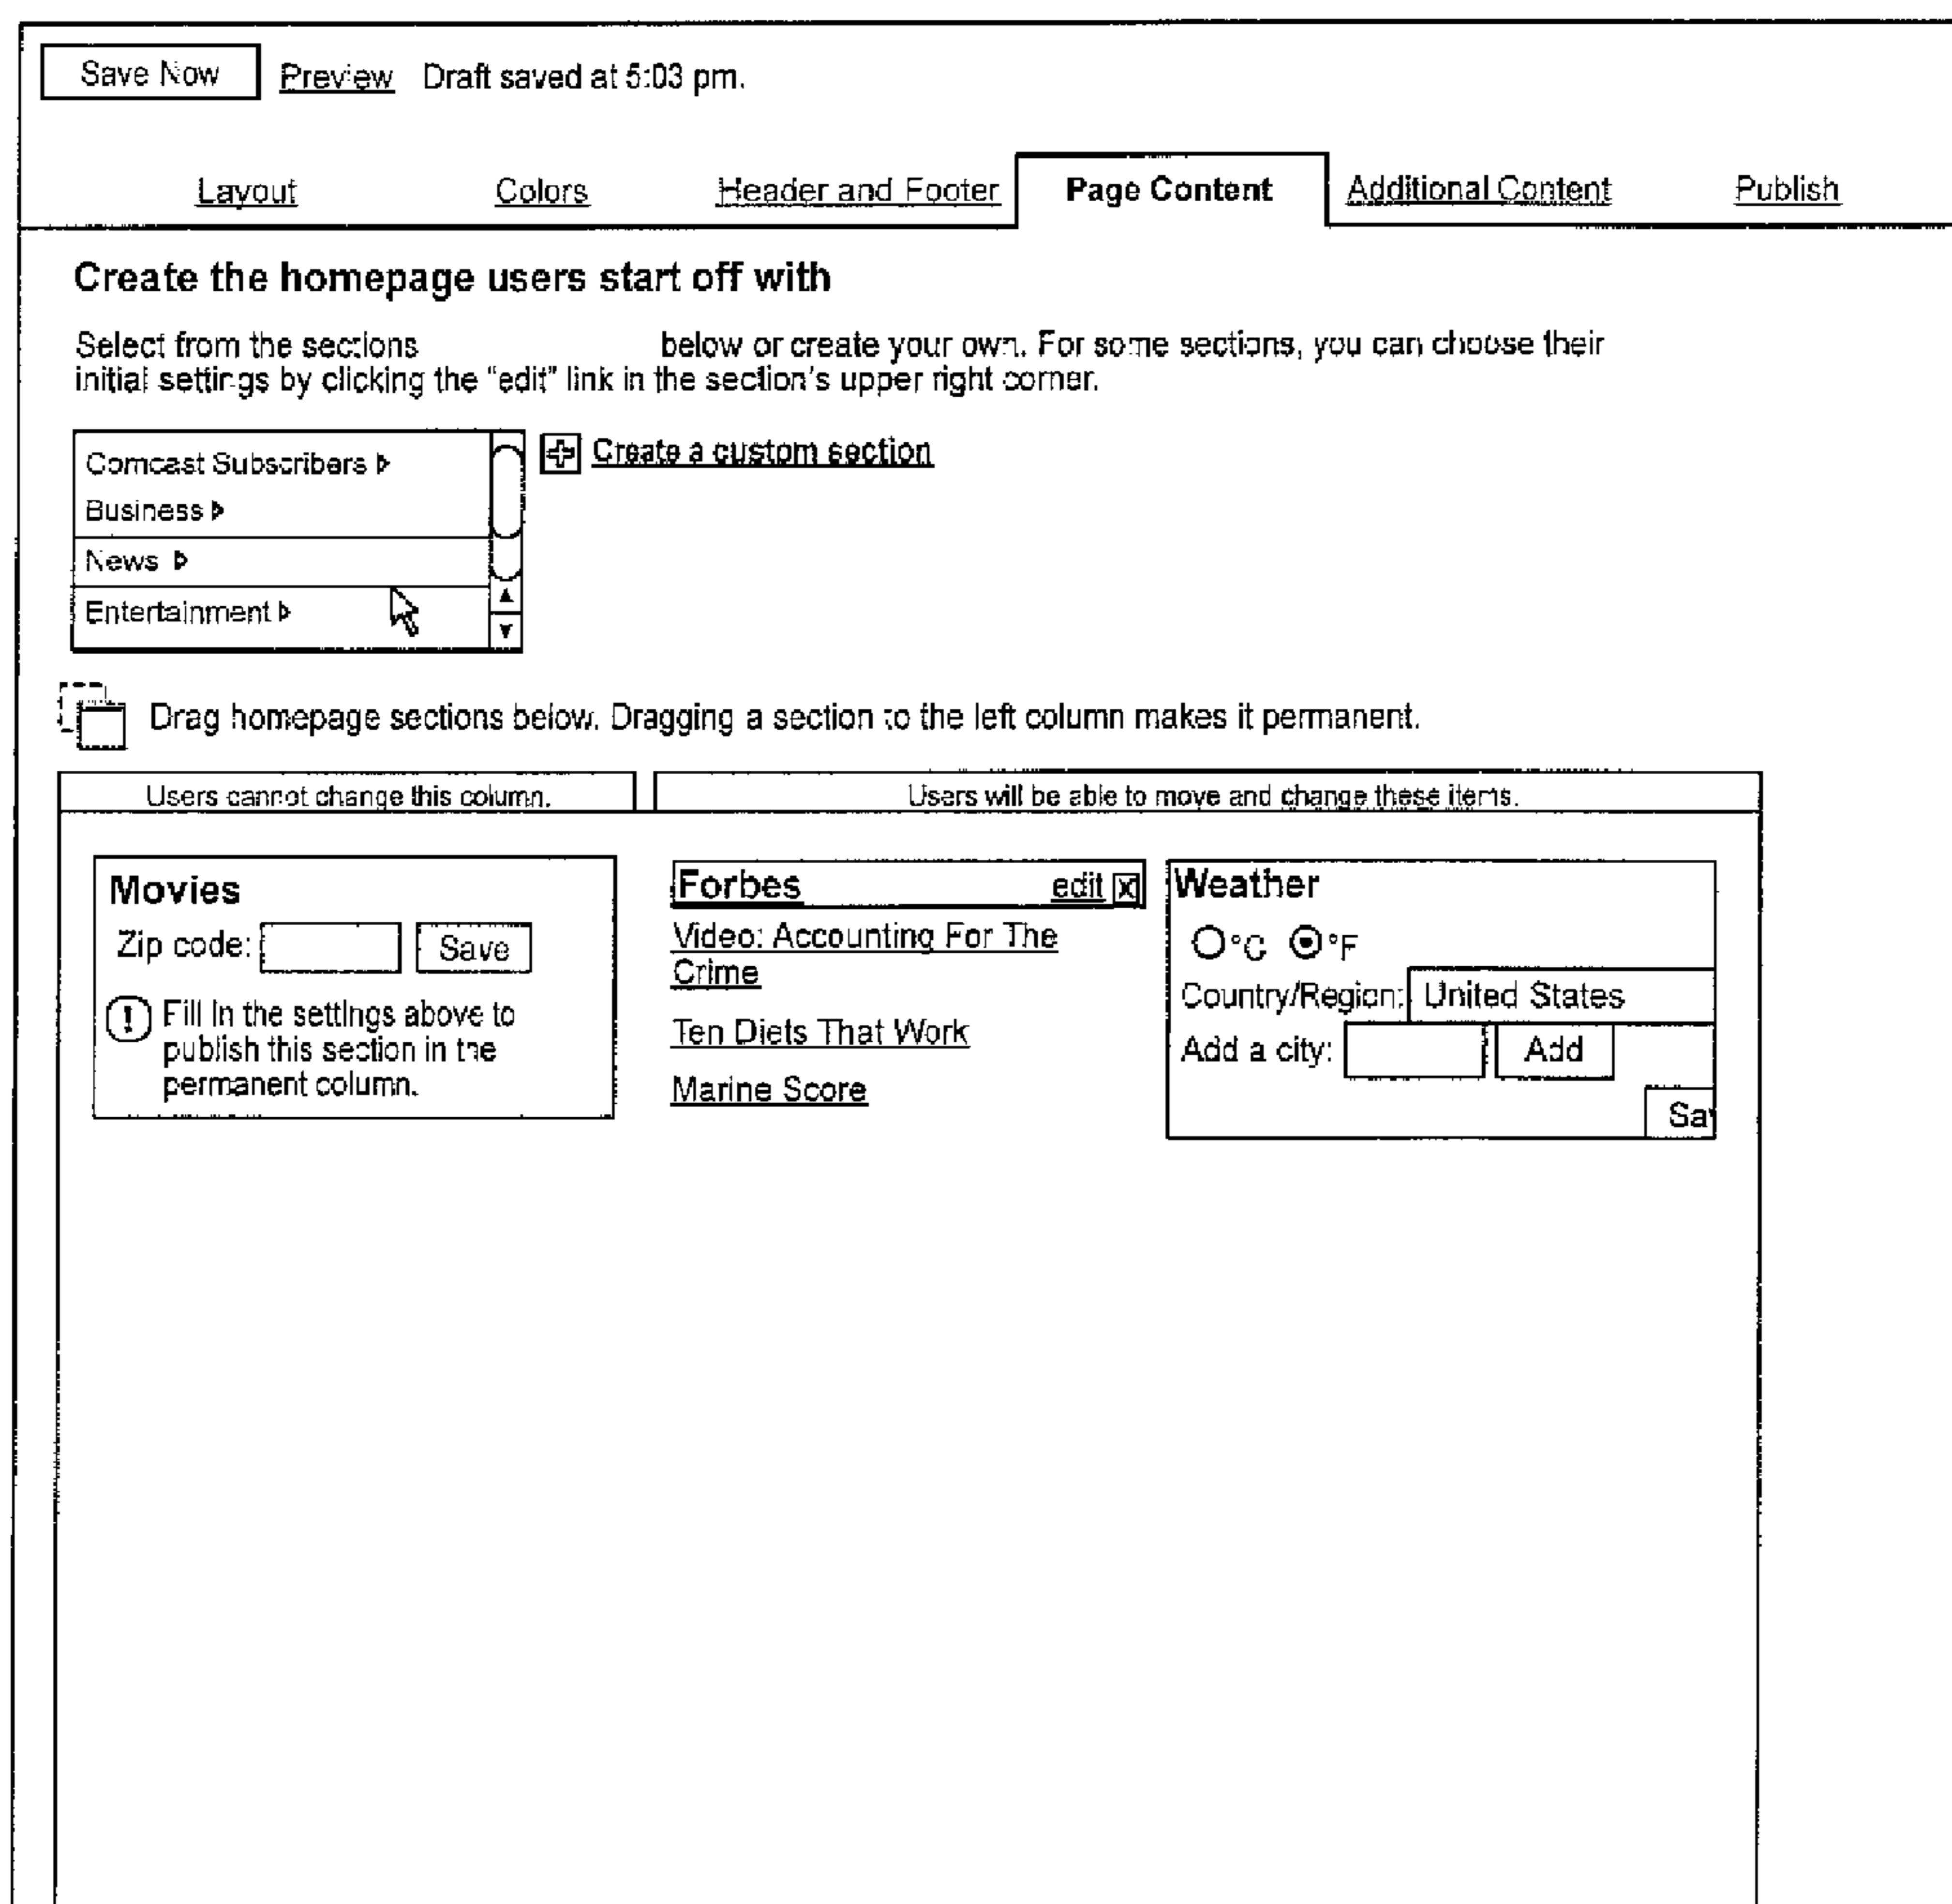 Save Now Preview Draft saved at 5:03 pm.
Layout Colors Header and Footer Page Content Additional Content Publish
Create the homepage users start off with
Select from the sections below or create your own. For some sections, you can choose their
initial settings by clicking the "edit" link in the section's upper right corner.
Comcast Subscribers
Create a custom section
Business
News
Entertainment
Drag homepage sections below. Dragging a section to the left column makes it permanent.
Users cannot change this column. Users will be able to move and change these items.
Movies
Zip code: Save
Fill in the settings above to
publish this section in the
permanent column.
Forbes edit x
Video: Accounting For The
Crime
Ten Diets That Work
Marine Score
Weather
°C °F
Country/Region: United States
Add a city: Add
Sav